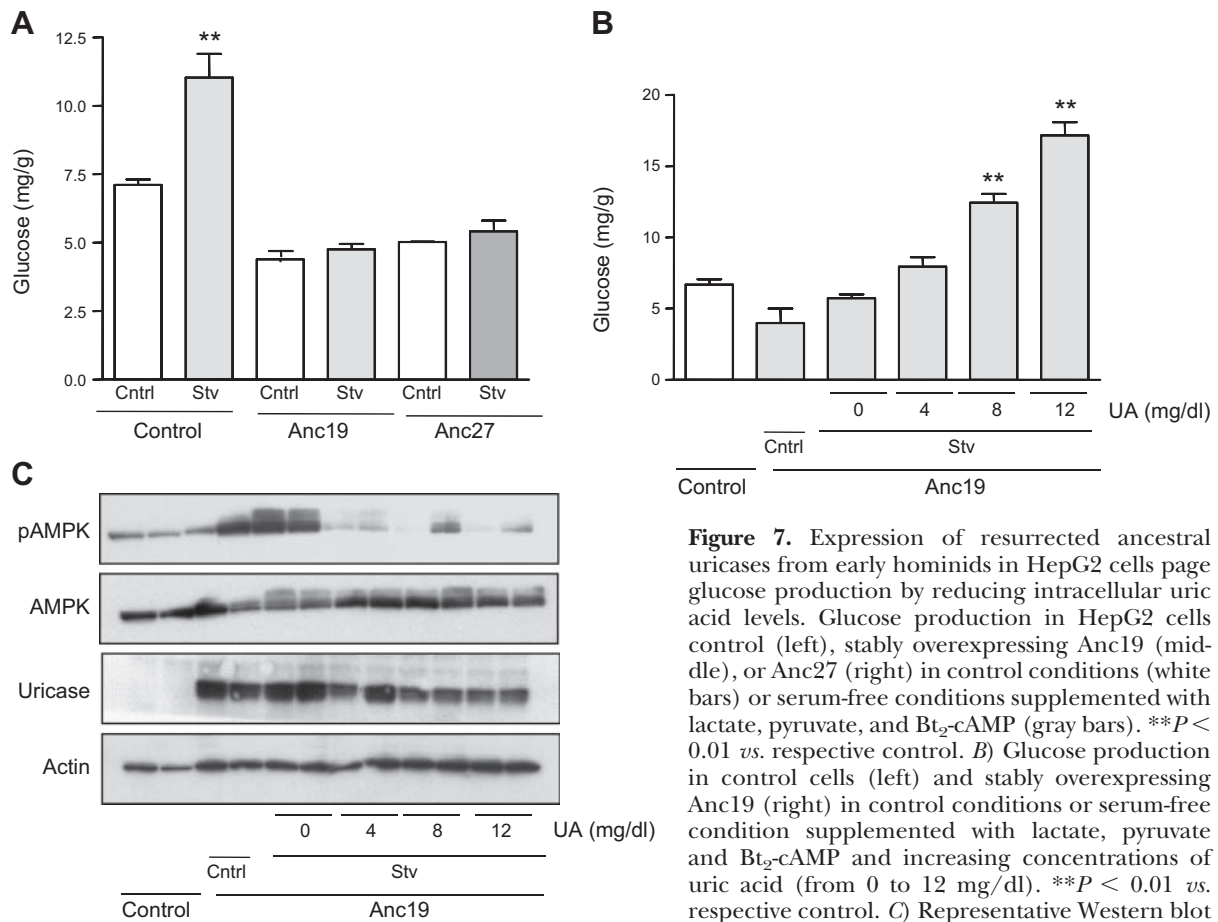 A
12.5
10.0
7.5
5.0
2.5
0.0
Glucose (mg/g)
**
Cntrl Stv Cntrl Stv Cntrl Stv
Control Anc19 Anc27
B
20
15
10
5
0
Glucose (mg/g)
**
**
0 4 8 12 UA (mg/dl)
Cntrl Stv
Control Anc19
C
pAMPK
AMPK
Uricase
Actin
0 4 8 12 UA (mg/dl)
Cntrl Stv
Control Anc19
Figure 7. Expression of resurrected ancestral
uricases from early hominids in HepG2 cells page
glucose production by reducing intracellular uric
acid levels. Glucose production in HepG2 cells
control (left), stably overexpressing Anc19 (mid-
dle), or Anc27 (right) in control conditions (white
bars) or serum-free conditions supplemented with
lactate, pyruvate, and Bt₂-cAMP (gray bars). **P <
0.01 vs. respective control. B) Glucose production
in control cells (left) and stably overexpressing
Anc19 (right) in control conditions or serum-free
condition supplemented with lactate, pyruvate
and Bt₂-cAMP and increasing concentrations of
uric acid (from 0 to 12 mg/dl). **P < 0.01 vs.
respective control. C) Representative Western blot